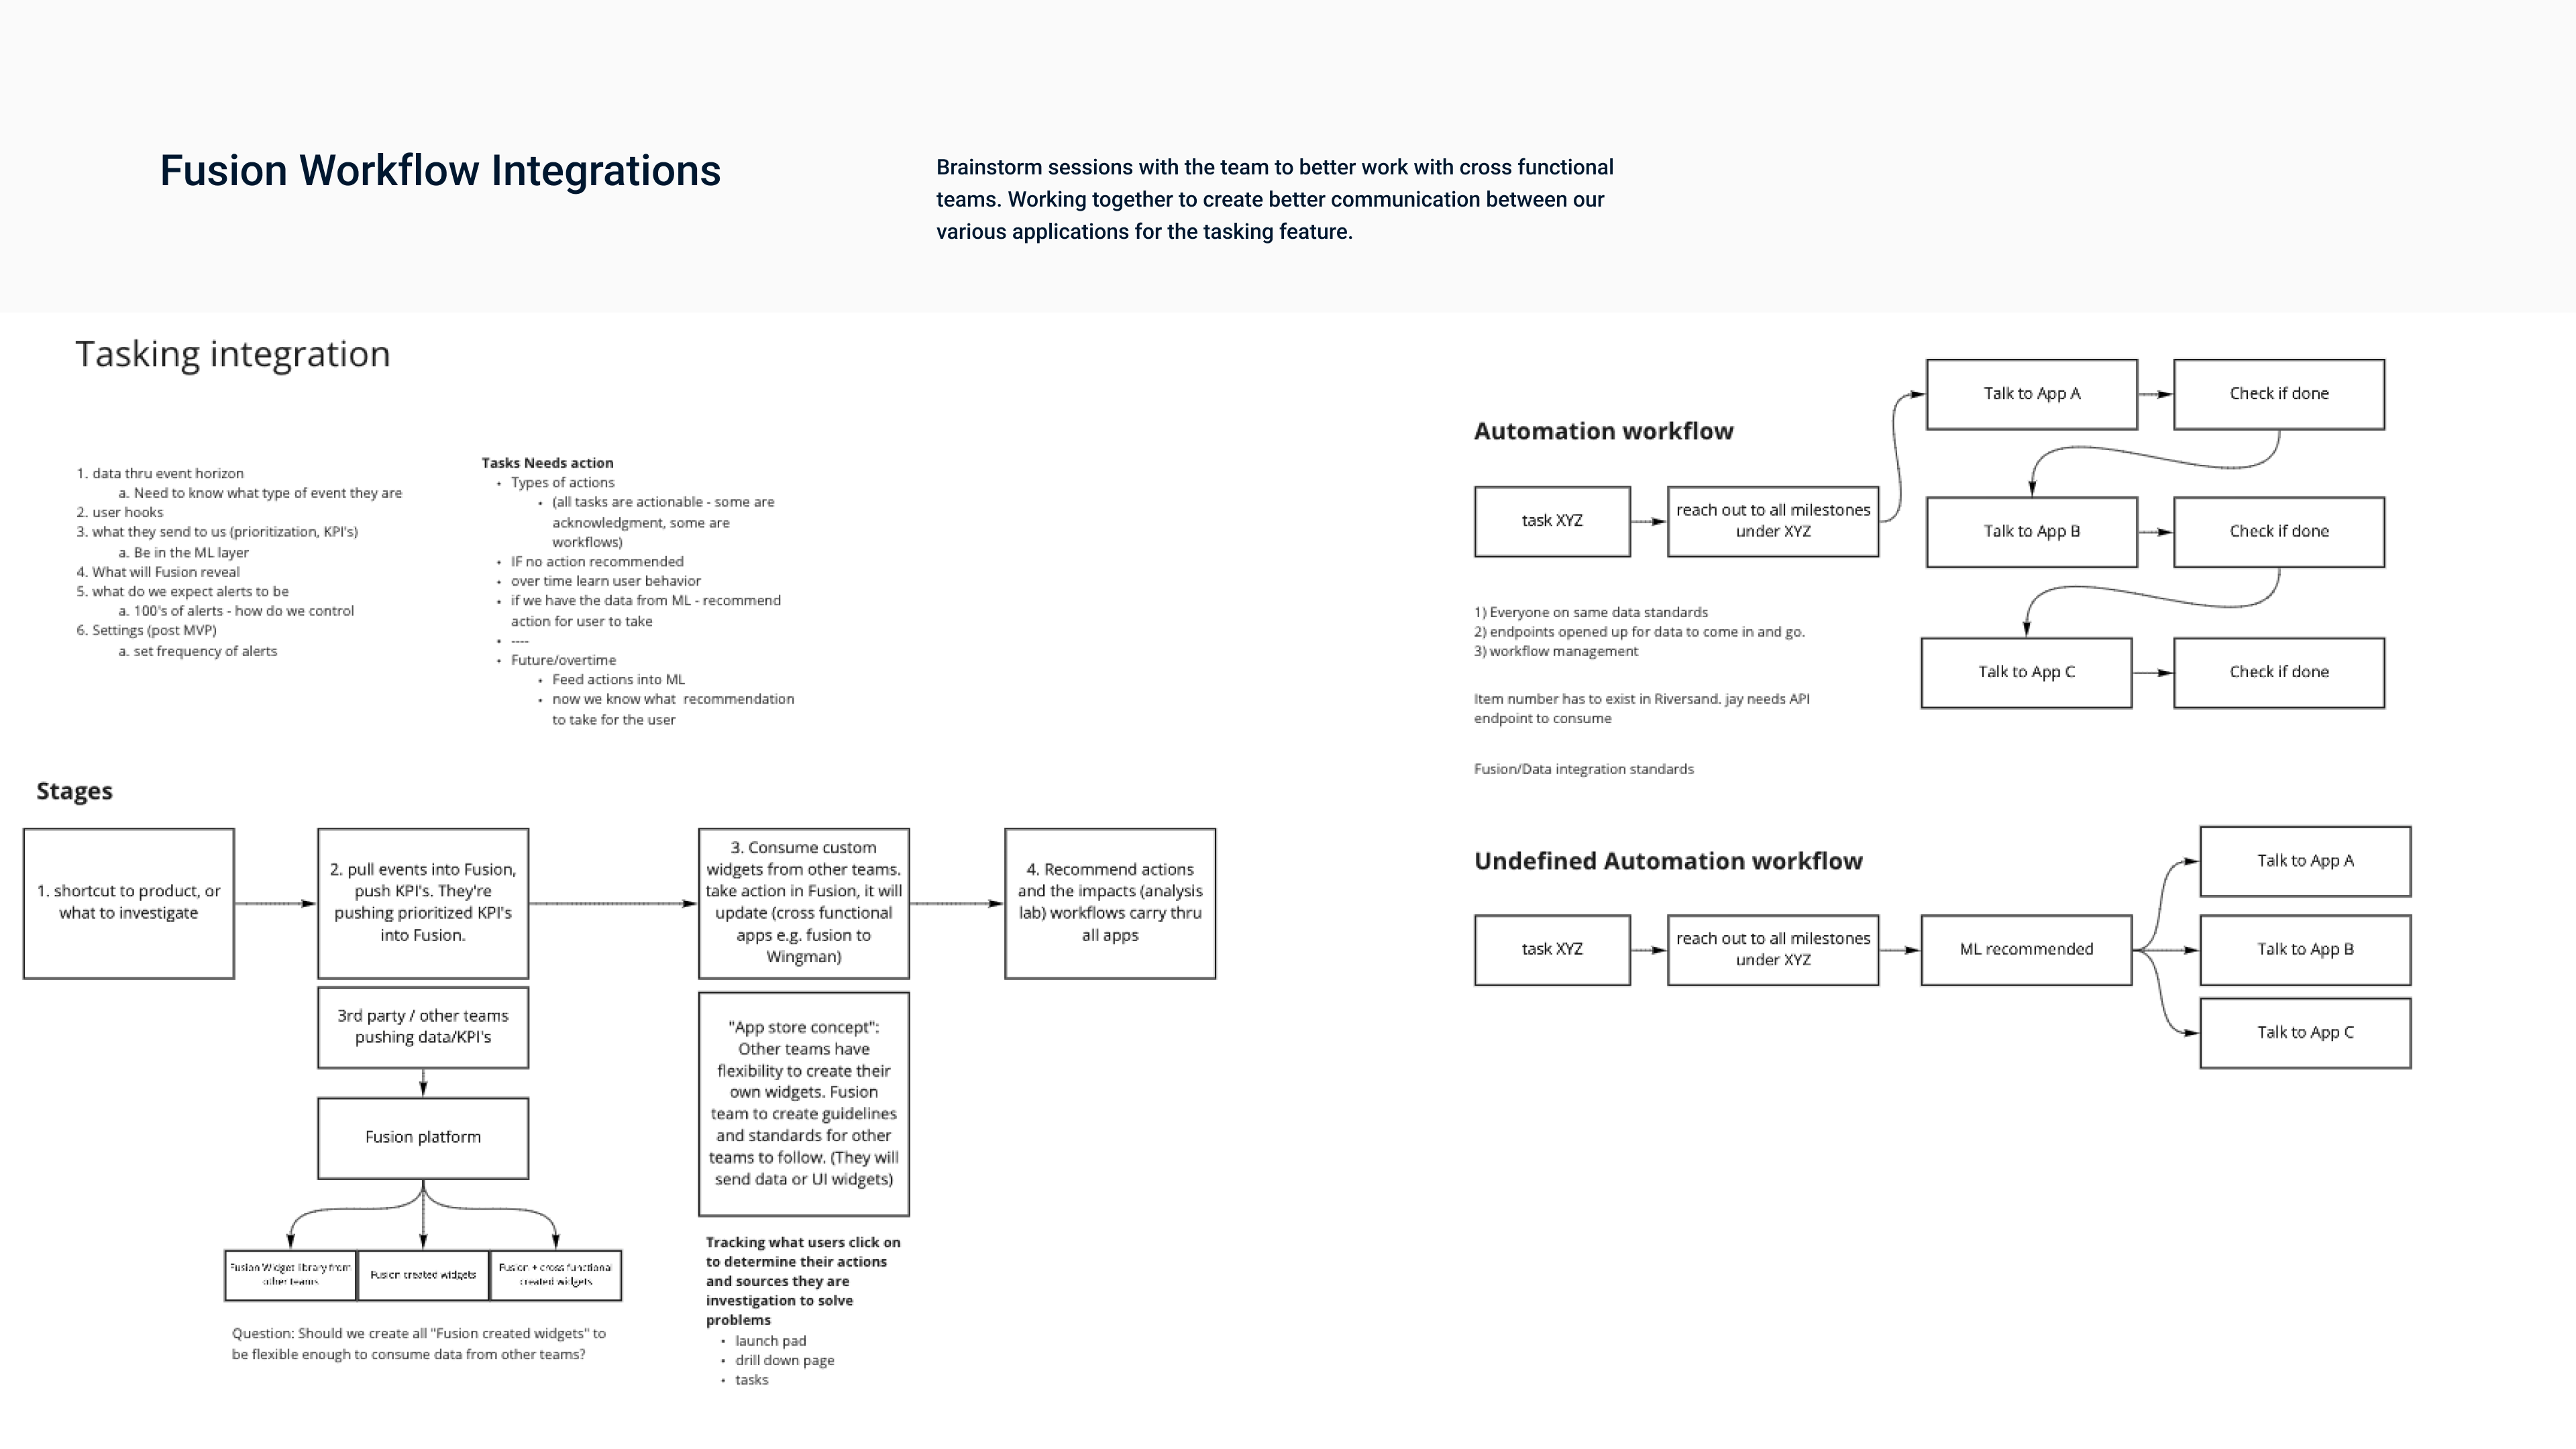 Fusion Workflow Integrations
Brainstorm sessions with the team to better work with cross functional
teams. Working together to create better communication between our
various applications for the tasking feature.
Tasking integration
1. data thru event horizon
a. Need to know what type of event they are
2. user hooks
3. what they send to us (prioritization, KPI's)
a. Be in the ML layer
4. What will Fusion reveal
5. what do we expect alerts to be
a. 100's of alerts - how do we control
6. Settings (post MVP)
a. set frequency of alerts
Tasks Needs action
• Types of actions
• (all tasks are actionable - some are
acknowledgment, some are
workflows)
• IF no action recommended
• over time learn user behavior
• if we have the data from ML - recommend
action for user to take
• ----
• Future/overtime
• Feed actions into ML
• now we know what recommendation
to take for the user
Stages
1. shortcut to product, or
what to investigate
2. pull events into Fusion,
push KPI's. They're
pushing prioritized KPI's
into Fusion.
3. Consume custom
widgets from other teams.
take action in Fusion, it will
update (cross functional
apps e.g. fusion to
Wingman)
4. Recommend actions
and the impacts (analysis
lab) workflows carry thru
all apps
3rd party / other teams
pushing data/KPI's
Fusion platform
Fusion Widget library from
other teams
Fusion created widgets
Fusion + cross functional
created widgets
Question: Should we create all "Fusion created widgets" to
be flexible enough to consume data from other teams?
"App store concept":
Other teams have
flexibility to create their
own widgets. Fusion
team to create guidelines
and standards for other
teams to follow. (They will
send data or UI widgets)
Tracking what users click on
to determine their actions
and sources they are
investigation to solve
problems
• launch pad
• drill down page
• tasks
Automation workflow
task XYZ
reach out to all milestones
under XYZ
Talk to App A
Check if done
Talk to App B
Check if done
Talk to App C
Check if done
1) Everyone on same data standards
2) endpoints opened up for data to come in and go.
3) workflow management
Item number has to exist in Riversand. jay needs API
endpoint to consume
Fusion/Data integration standards
Undefined Automation workflow
task XYZ
reach out to all milestones
under XYZ
ML recommended
Talk to App A
Talk to App B
Talk to App C